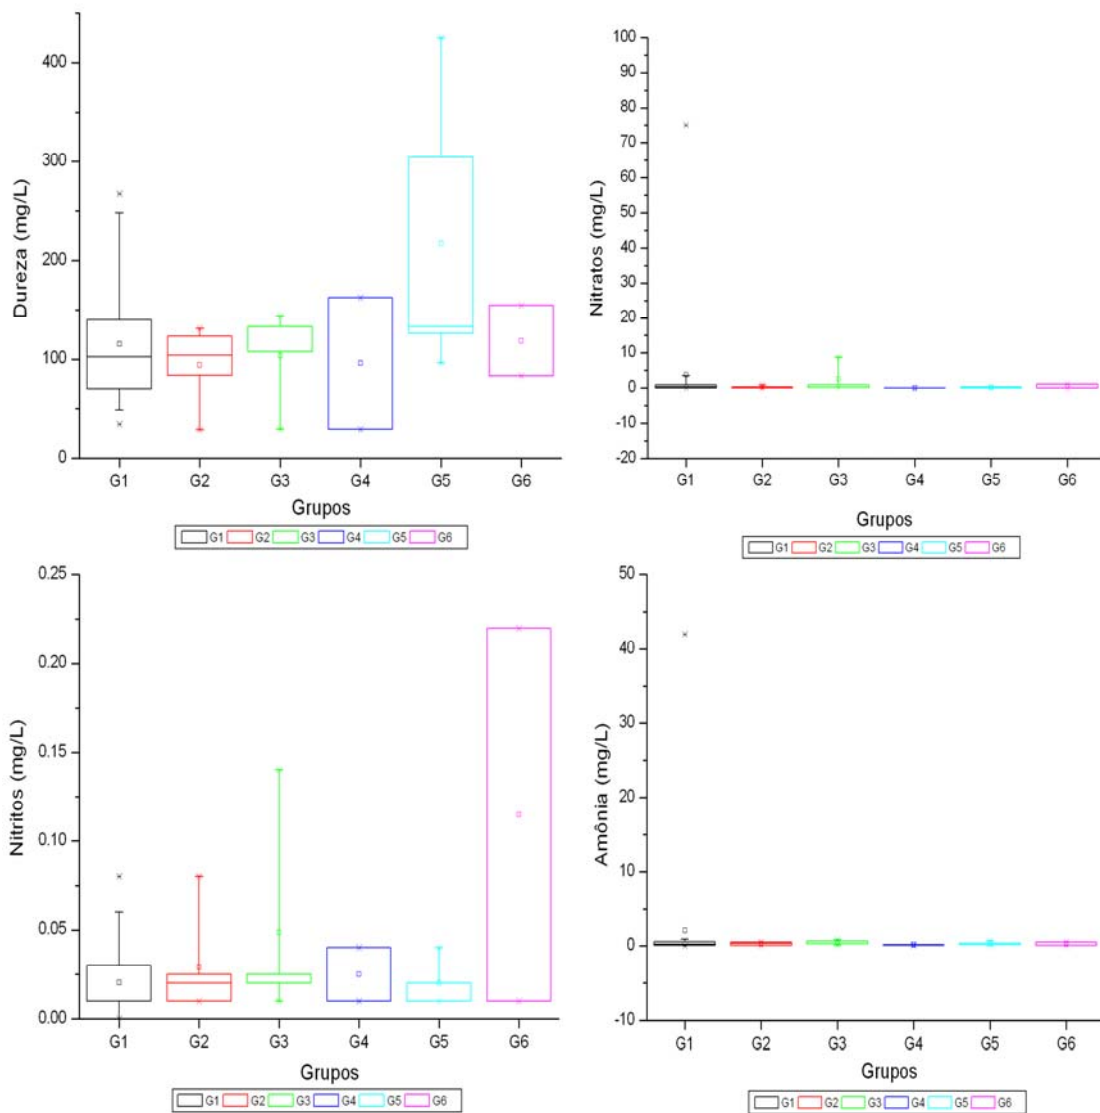 Dureza (mg/L)
400
300
200
100
0
G1 G2 G3 G4 G5 G6
Grupos
G1 G2 G3 G4 G5 G6
Nitratos (mg/L)
100
90
80
70
60
50
40
30
20
10
0
-10
-20
G1 G2 G3 G4 G5 G6
Grupos
G1 G2 G3 G4 G5 G6
Nitritos (mg/L)
0.25
0.20
0.15
0.10
0.05
0.00
G1 G2 G3 G4 G5 G6
Grupos
G1 G2 G3 G4 G5 G6
Amônia (mg/L)
50
40
30
20
10
0
-10
G1 G2 G3 G4 G5 G6
Grupos
G1 G2 G3 G4 G5 G6